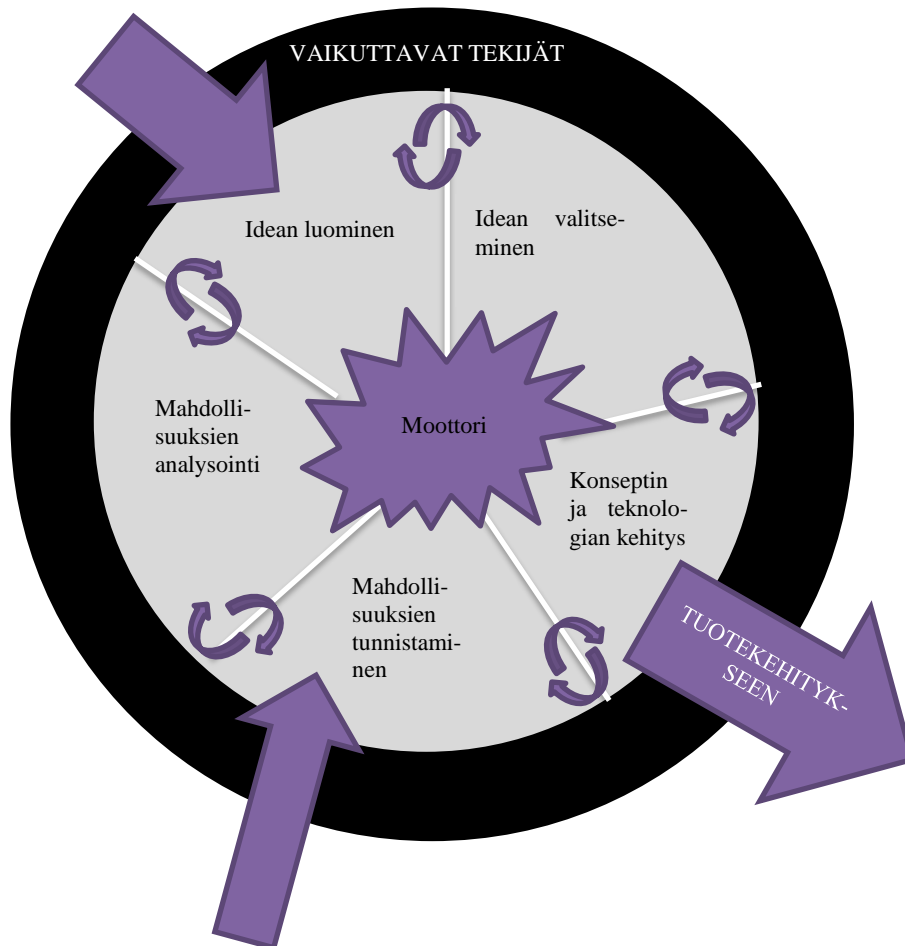 VAIKUTTAVAT TEKIJÄT
Idean luominen
Idean valitse-
minen
Mahdolli-
suuksien
analysointi
Moottori
Konseptin
ja teknolo-
gian kehitys
Mahdolli-
suuksien
tunnistami-
nen
TUOTEKEHITYK-
SEEN